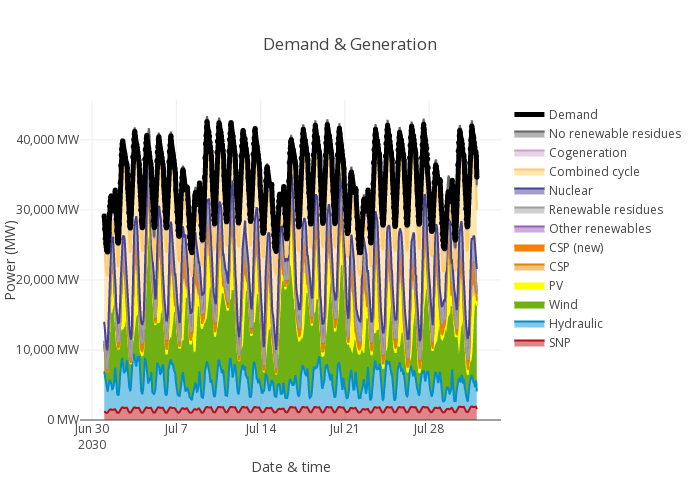 Demand & Generation
Power (MW)
40,000 MW
30,000 MW
20,000 MW
10,000 MW
0 MW
Jun 30
2030
Jul 7
Jul 14
Jul 21
Jul 28
Date & time
Demand
No renewable residues
Cogeneration
Combined cycle
Nuclear
Renewable residues
Other renewables
CSP (new)
CSP
PV
Wind
Hydraulic
SNP